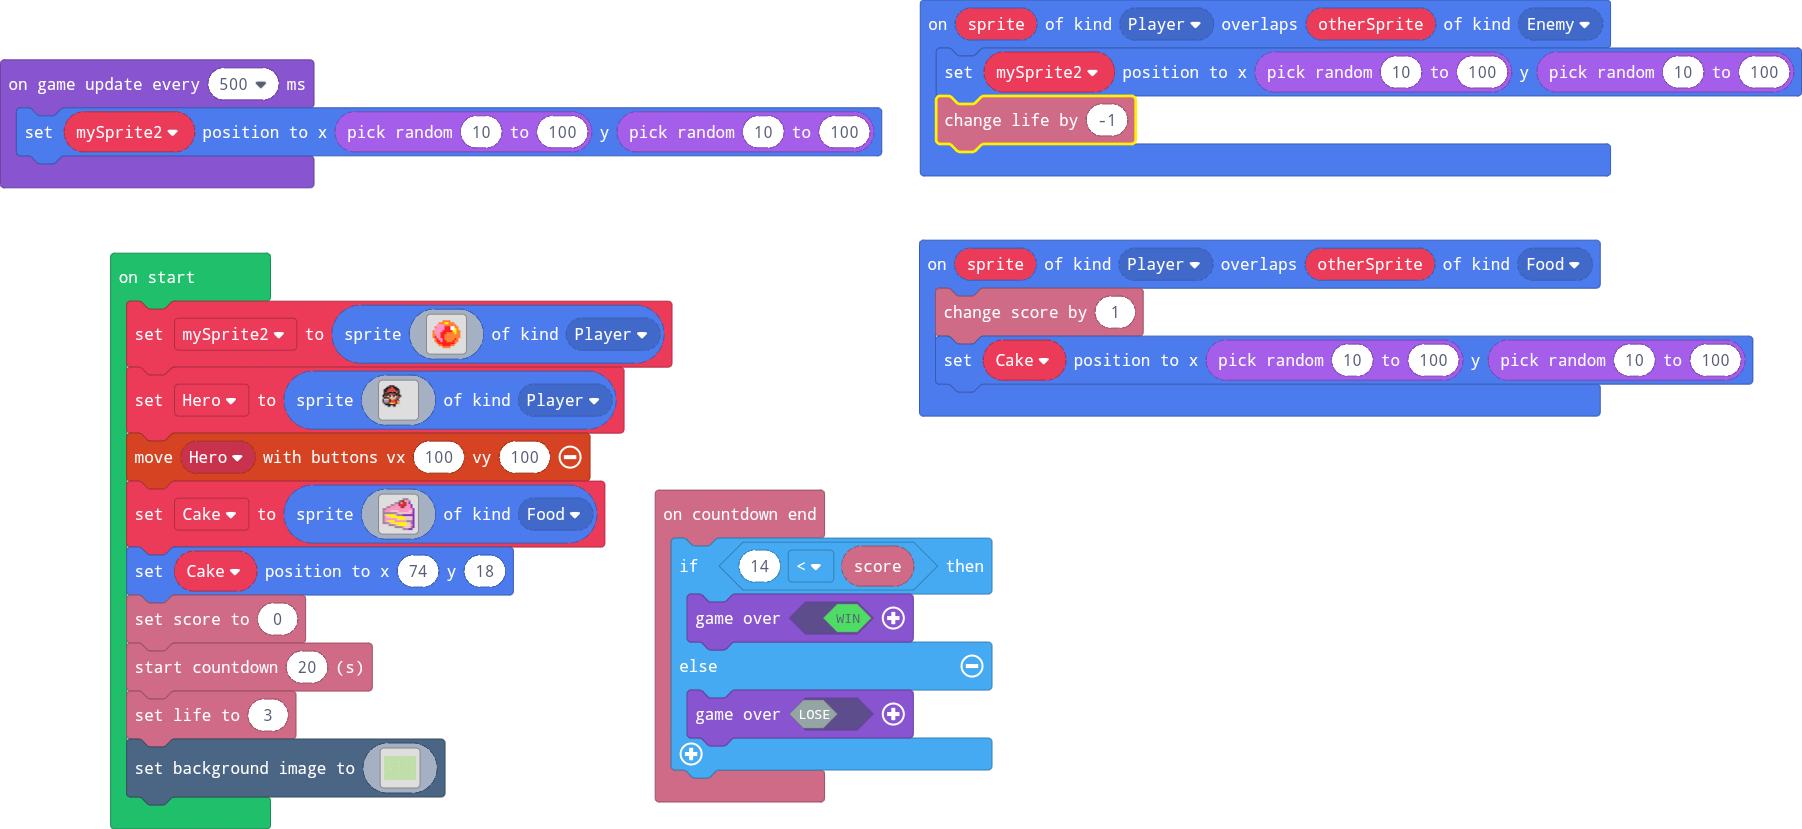 on game update every 500 ms
set mySprite2 position to x pick random 10 to 100 y pick random 10 to 100
on sprite of kind Player overlaps otherSprite of kind Enemy
set mySprite2 position to x pick random 10 to 100 y pick random 10 to 100
change life by -1
on start
set mySprite2 to sprite of kind Player
set Hero to sprite of kind Player
move Hero with buttons vx 100 vy 100
set Cake to sprite of kind Food
set Cake position to x 74 y 18
set score to 0
start countdown 20 (s)
set life to 3
set background image to
on sprite of kind Player overlaps otherSprite of kind Food
change score by 1
set Cake position to x pick random 10 to 100 y pick random 10 to 100
on countdown end
if 14 < score then
game over WIN
else
game over LOSE